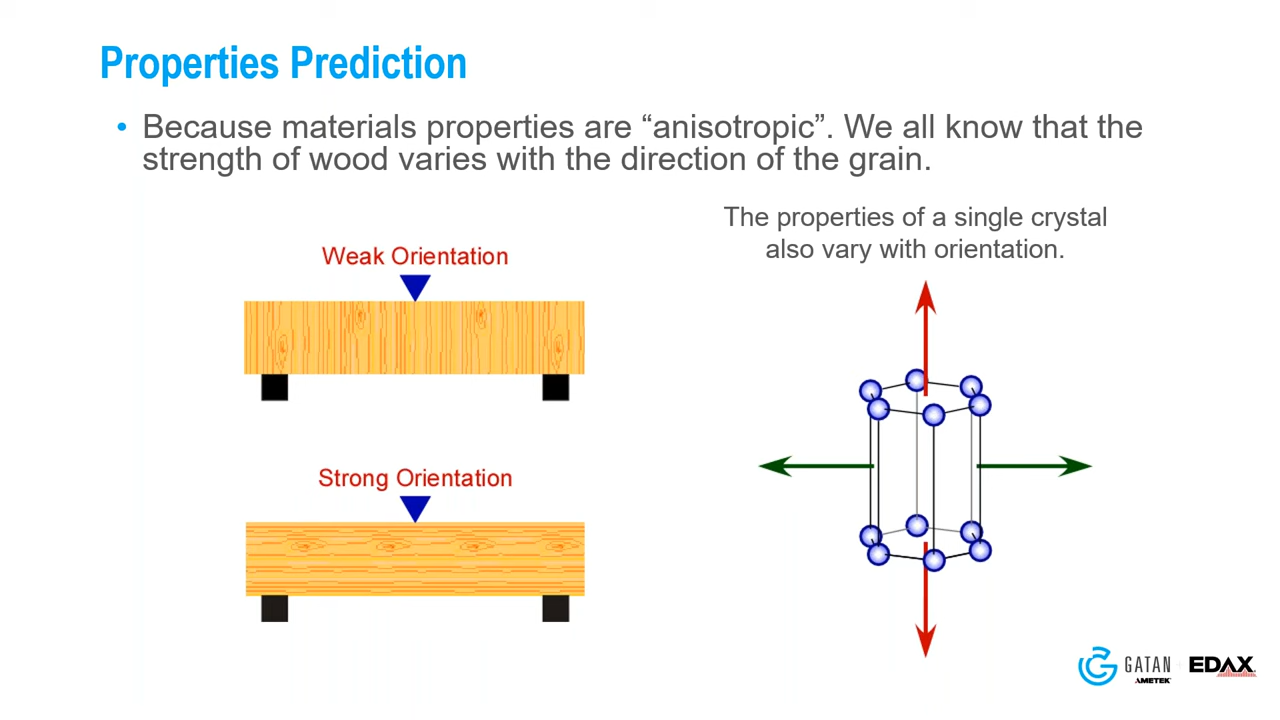 Properties Prediction
• Because materials properties are “anisotropic”. We all know that the
strength of wood varies with the direction of the grain.
The properties of a single crystal
also vary with orientation.
Weak Orientation
Strong Orientation
GATAN + EDAX
AMETEK